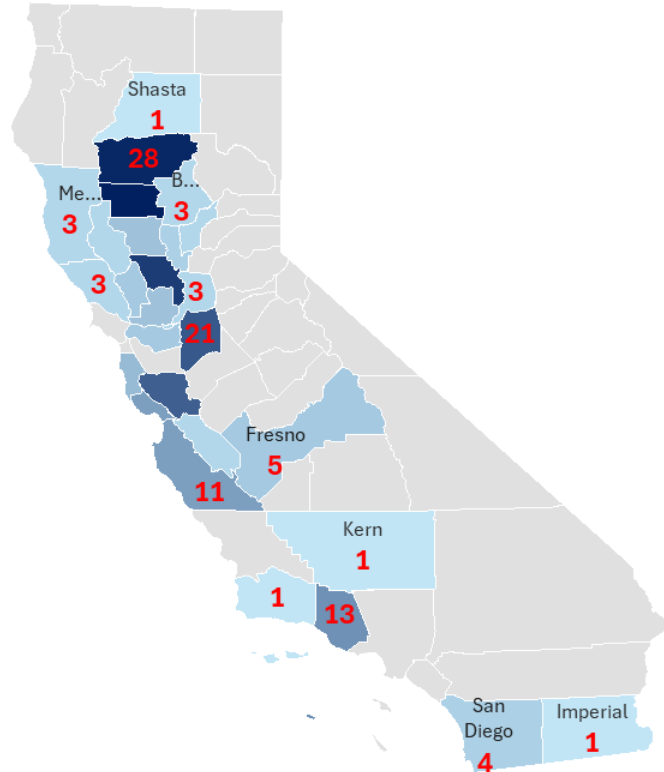 Shasta
1
28
B...
3
Me...
3
3
3
21
Fresno
5
11
Kern
1
1
13
San
Diego
4
Imperial
1